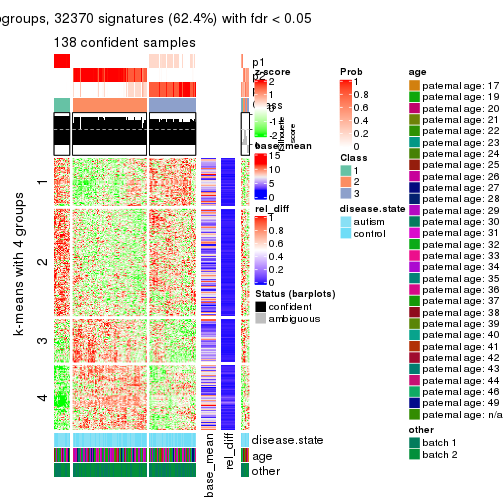 ogroups, 32370 signatures (62.4%) with fdr < 0.05
138 confident samples
p1
z-score
2
1
0
-2
Silhouette
score
base_mean
15
10
5
0
rel_diff
0.8
0.6
0.4
0.2
0
Status (barplots)
confident
ambiguous
Prob
1
0.8
0.6
0.4
0.2
0
Class
1
2
3
disease.state
autism
control
age
paternal age: 17
paternal age: 19
paternal age: 20
paternal age: 21
paternal age: 22
paternal age: 23
paternal age: 24
paternal age: 25
paternal age: 26
paternal age: 27
paternal age: 28
paternal age: 29
paternal age: 30
paternal age: 31
paternal age: 32
paternal age: 33
paternal age: 34
paternal age: 35
paternal age: 36
paternal age: 37
paternal age: 38
paternal age: 39
paternal age: 40
paternal age: 41
paternal age: 42
paternal age: 43
paternal age: 44
paternal age: 46
paternal age: 49
paternal age: n/a
other
batch 1
batch 2
k-means with 4 groups
1
2
3
4
disease.state
age
other
base_mean
rel_diff